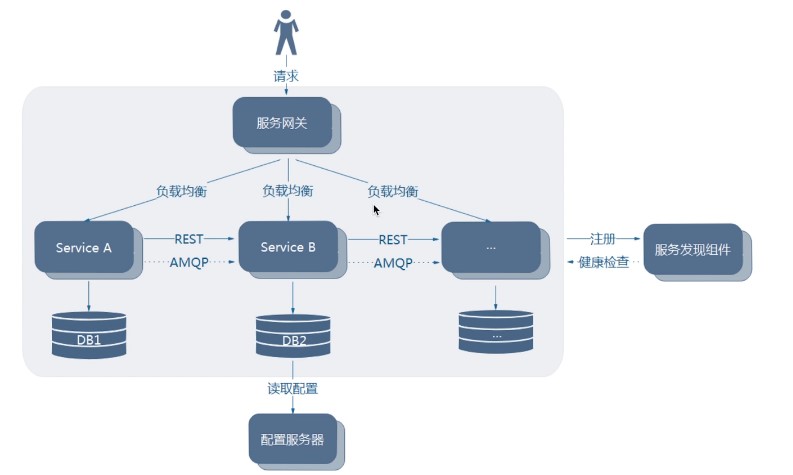 请求
服务网关
负载均衡
负载均衡
负载均衡
Service A
REST
AMQP
Service B
REST
AMQP
...
注册
健康检查
服务发现组件
DB1
DB2
...
读取配置
配置服务器